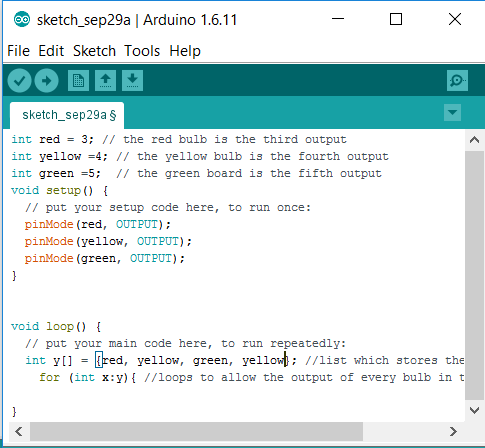 sketch_sep29a | Arduino 1.6.11
File Edit Sketch Tools Help
sketch_sep29a §
int red = 3; // the red bulb is the third output
int yellow =4; // the yellow bulb is the fourth output
int green =5;  // the green board is the fifth output
void setup() {
  // put your setup code here, to run once:
  pinMode(red, OUTPUT);
  pinMode(yellow, OUTPUT);
  pinMode(green, OUTPUT);
}
void loop() {
  // put your main code here, to run repeatedly:
  int y[] = {red, yellow, green, yellow}; //list which stores the
    for (int x:y){ //loops to allow the output of every bulb in t
}